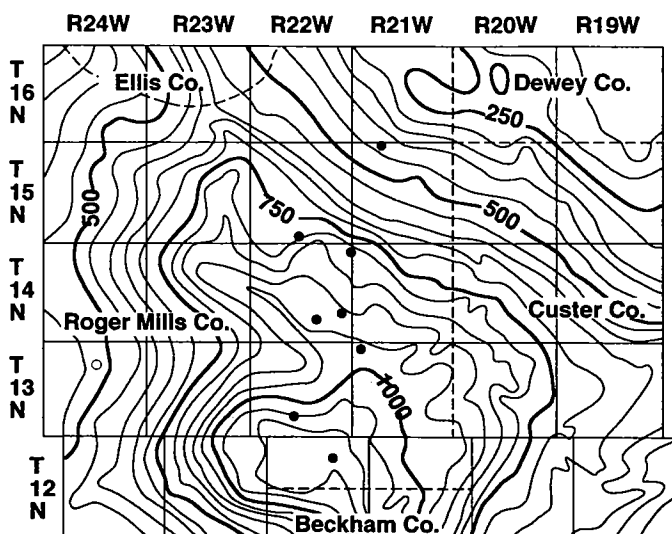 R24W R23W R22W R21W R20W R19W
T
16
N
Ellis Co.
Dewey Co.
250
T
15
N
500
750
500
T
14
N
Roger Mills Co.
Custer Co.
T
13
N
1000
T
12
N
Beckham Co.